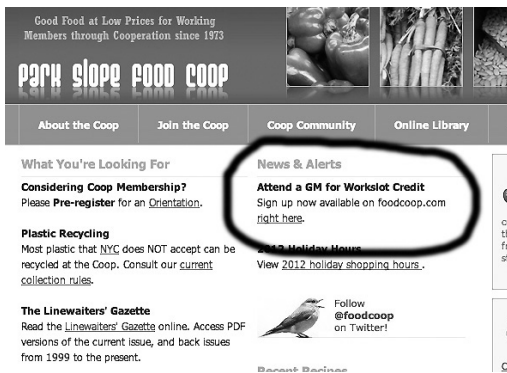 Good Food at Low Prices for Working
Members through Cooperation since 1973
PARK SLOPE FOOD COOP
About the Coop
Join the Coop
Coop Community
Online Library
What You're Looking For
Considering Coop Membership?
Please Pre-register for an Orientation.
Plastic Recycling
Most plastic that NYC does NOT accept can be
recycled at the Coop. Consult our current
collection rules.
The Linewaiters' Gazette
Read the Linewaiters' Gazette online. Access PDF
versions of the current issue, and back issues
from 1999 to the present.
News & Alerts
Attend a GM for Workslot Credit
Sign up now available on foodcoop.com
right here.
2012 Holiday Hours
View 2012 holiday shopping hours .
Follow
@foodcoop
on Twitter!
Recent Recipes